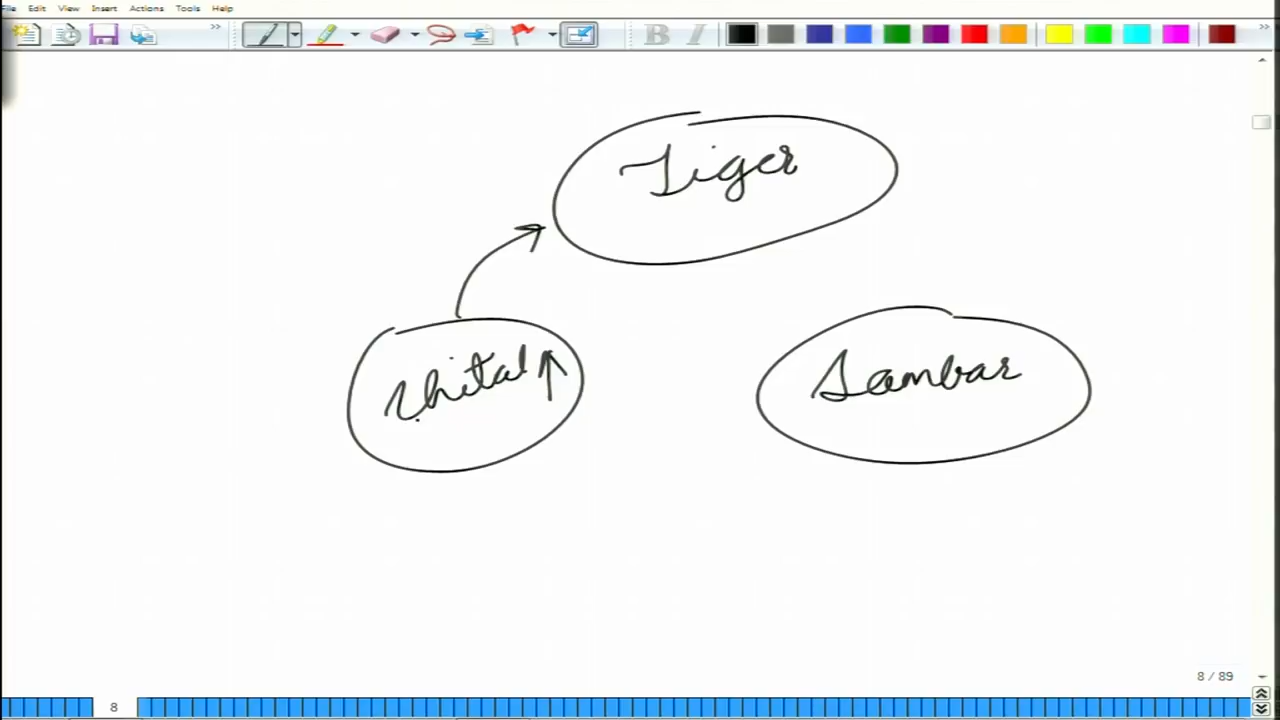 File Edit View Insert Actions Tools Help
B I
Tiger
Chital ↑
Sambar
8 / 89
8